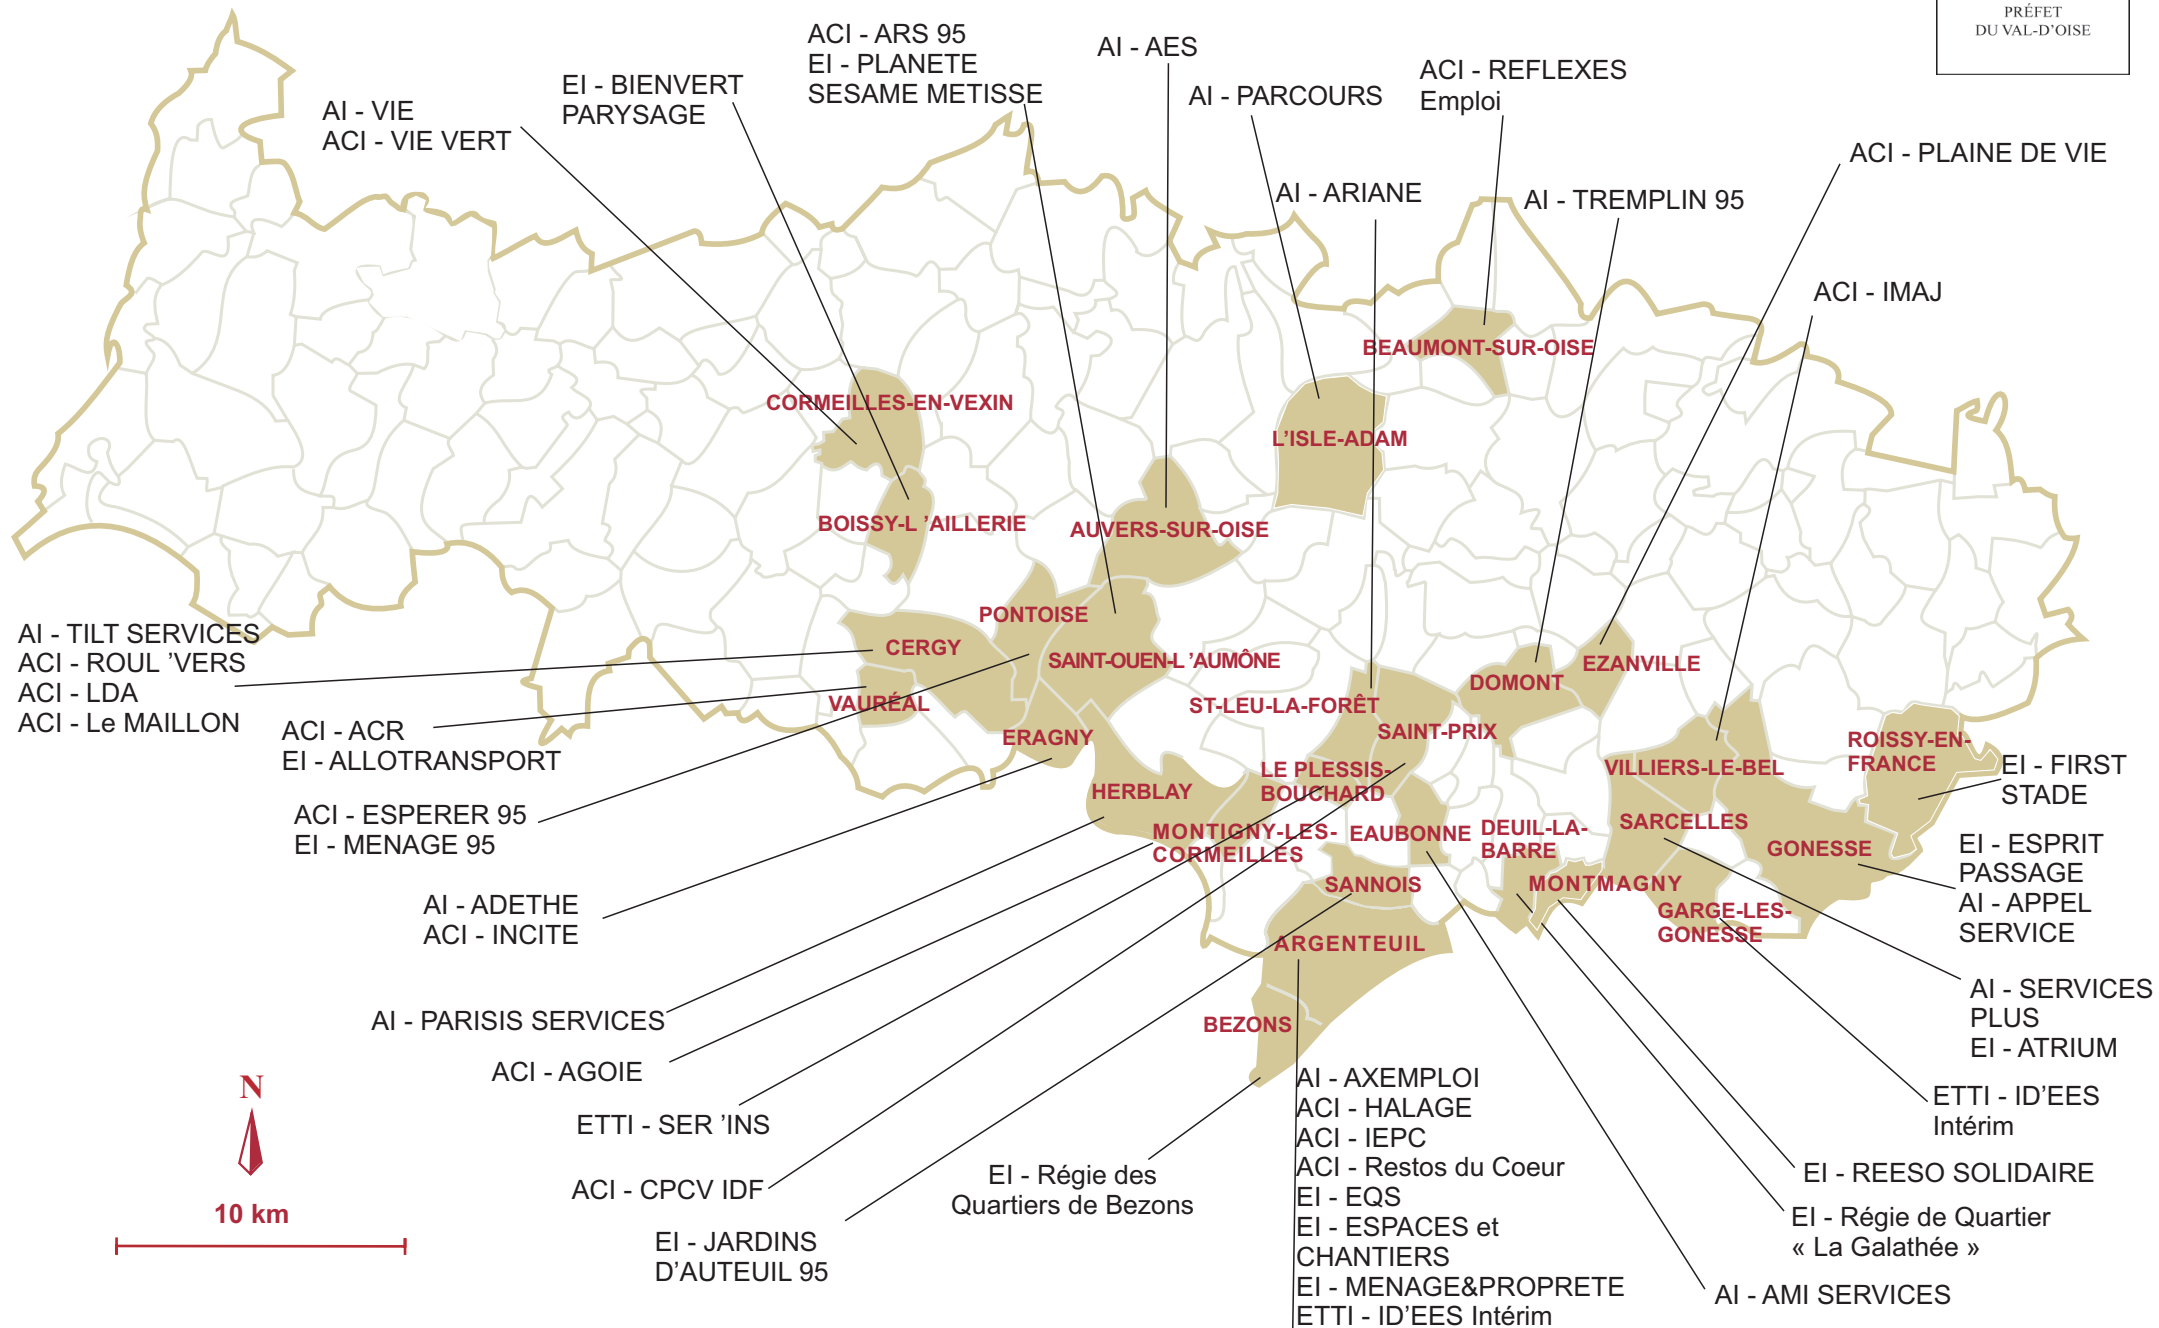 PRÉFET
DU VAL-D'OISE
ACI - ARS 95
EI - PLANETE
SESAME METISSE
AI - AES
EI - BIENVERT
PARYSAGE
ACI - REFLEXES
Emploi
AI - PARCOURS
AI - VIE
ACI - VIE VERT
ACI - PLAINE DE VIE
AI - ARIANE
AI - TREMPLIN 95
ACI - IMAJ
BEAUMONT-SUR-OISE
CORMEILLES-EN-VEXIN
L'ISLE-ADAM
BOISSY-L 'AILLERIE
AUVERS-SUR-OISE
PONTOISE
CERGY
SAINT-OUEN-L 'AUMÔNE
EZANVILLE
DOMONT
VAURÉAL
ST-LEU-LA-FORÊT
SAINT-PRIX
ERAGNY
ROISSY-EN-
FRANCE
VILLIERS-LE-BEL
LE PLESSIS-
BOUCHARD
HERBLAY
MONTIGNY-LES-
CORMEILLES
EAUBONNE
DEUIL-LA-
BARRE
SARCELLES
GONESSE
SANNOIS
MONTMAGNY
GARGE-LES-
GONESSE
ARGENTEUIL
BEZONS
AI - TILT SERVICES
ACI - ROUL 'VERS
ACI - LDA
ACI - Le MAILLON
ACI - ACR
EI - ALLOTRANSPORT
ACI - ESPERER 95
EI - MENAGE 95
AI - ADETHE
ACI - INCITE
AI - PARISIS SERVICES
ACI - AGOIE
ETTI - SER 'INS
ACI - CPCV IDF
EI - JARDINS
D'AUTEUIL 95
EI - Régie des
Quartiers de Bezons
AI - AXEMPLOI
ACI - HALAGE
ACI - IEPC
ACI - Restos du Coeur
EI - EQS
EI - ESPACES et
CHANTIERS
EI - MENAGE&PROPRETE
ETTI - ID'EES Intérim
EI - FIRST
STADE
EI - ESPRIT
PASSAGE
AI - APPEL
SERVICE
AI - SERVICES
PLUS
EI - ATRIUM
ETTI - ID'EES
Intérim
EI - REESO SOLIDAIRE
EI - Régie de Quartier
« La Galathée »
AI - AMI SERVICES
N
10 km